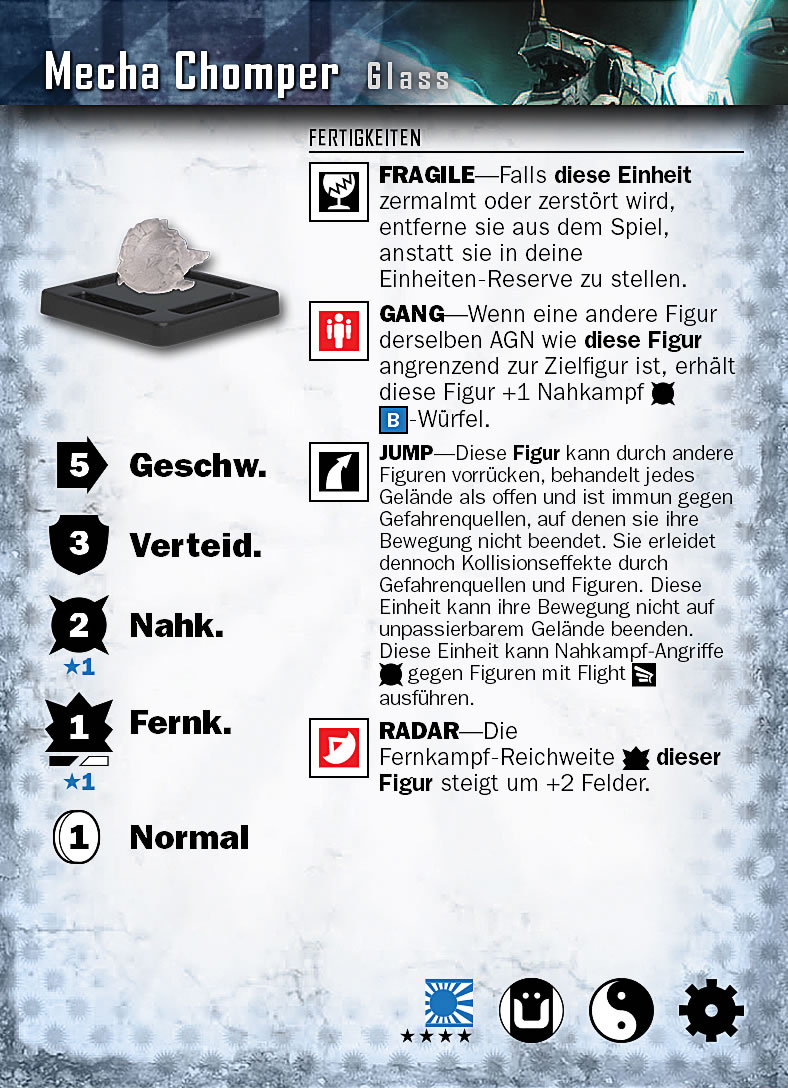 Mecha Chomper Glass
FERTIGKEITEN
FRAGILE—Falls diese Einheit
zermalmt oder zerstört wird,
entferne sie aus dem Spiel,
anstatt sie in deine
Einheiten-Reserve zu stellen.
GANG—Wenn eine andere Figur
derselben AGN wie diese Figur
angrenzend zur Zielfigur ist, erhält
diese Figur +1 Nahkampf
B-Würfel.
JUMP—Diese Figur kann durch andere
Figuren vorrücken, behandelt jedes
Gelände als offen und ist immun gegen
Gefahrenquellen, auf denen sie ihre
Bewegung nicht beendet. Sie erleidet
dennoch Kollisionseffekte durch
Gefahrenquellen und Figuren. Diese
Einheit kann ihre Bewegung nicht auf
unpassierbarem Gelände beenden.
Diese Einheit kann Nahkampf-Angriffe
gegen Figuren mit Flight
ausführen.
RADAR—Die
Fernkampf-Reichweite dieser
Figur steigt um +2 Felder.
5 Geschw.
3 Verteid.
2 Nahk.
★1
1 Fernk.
★1
1 Normal
★★★★
Ü